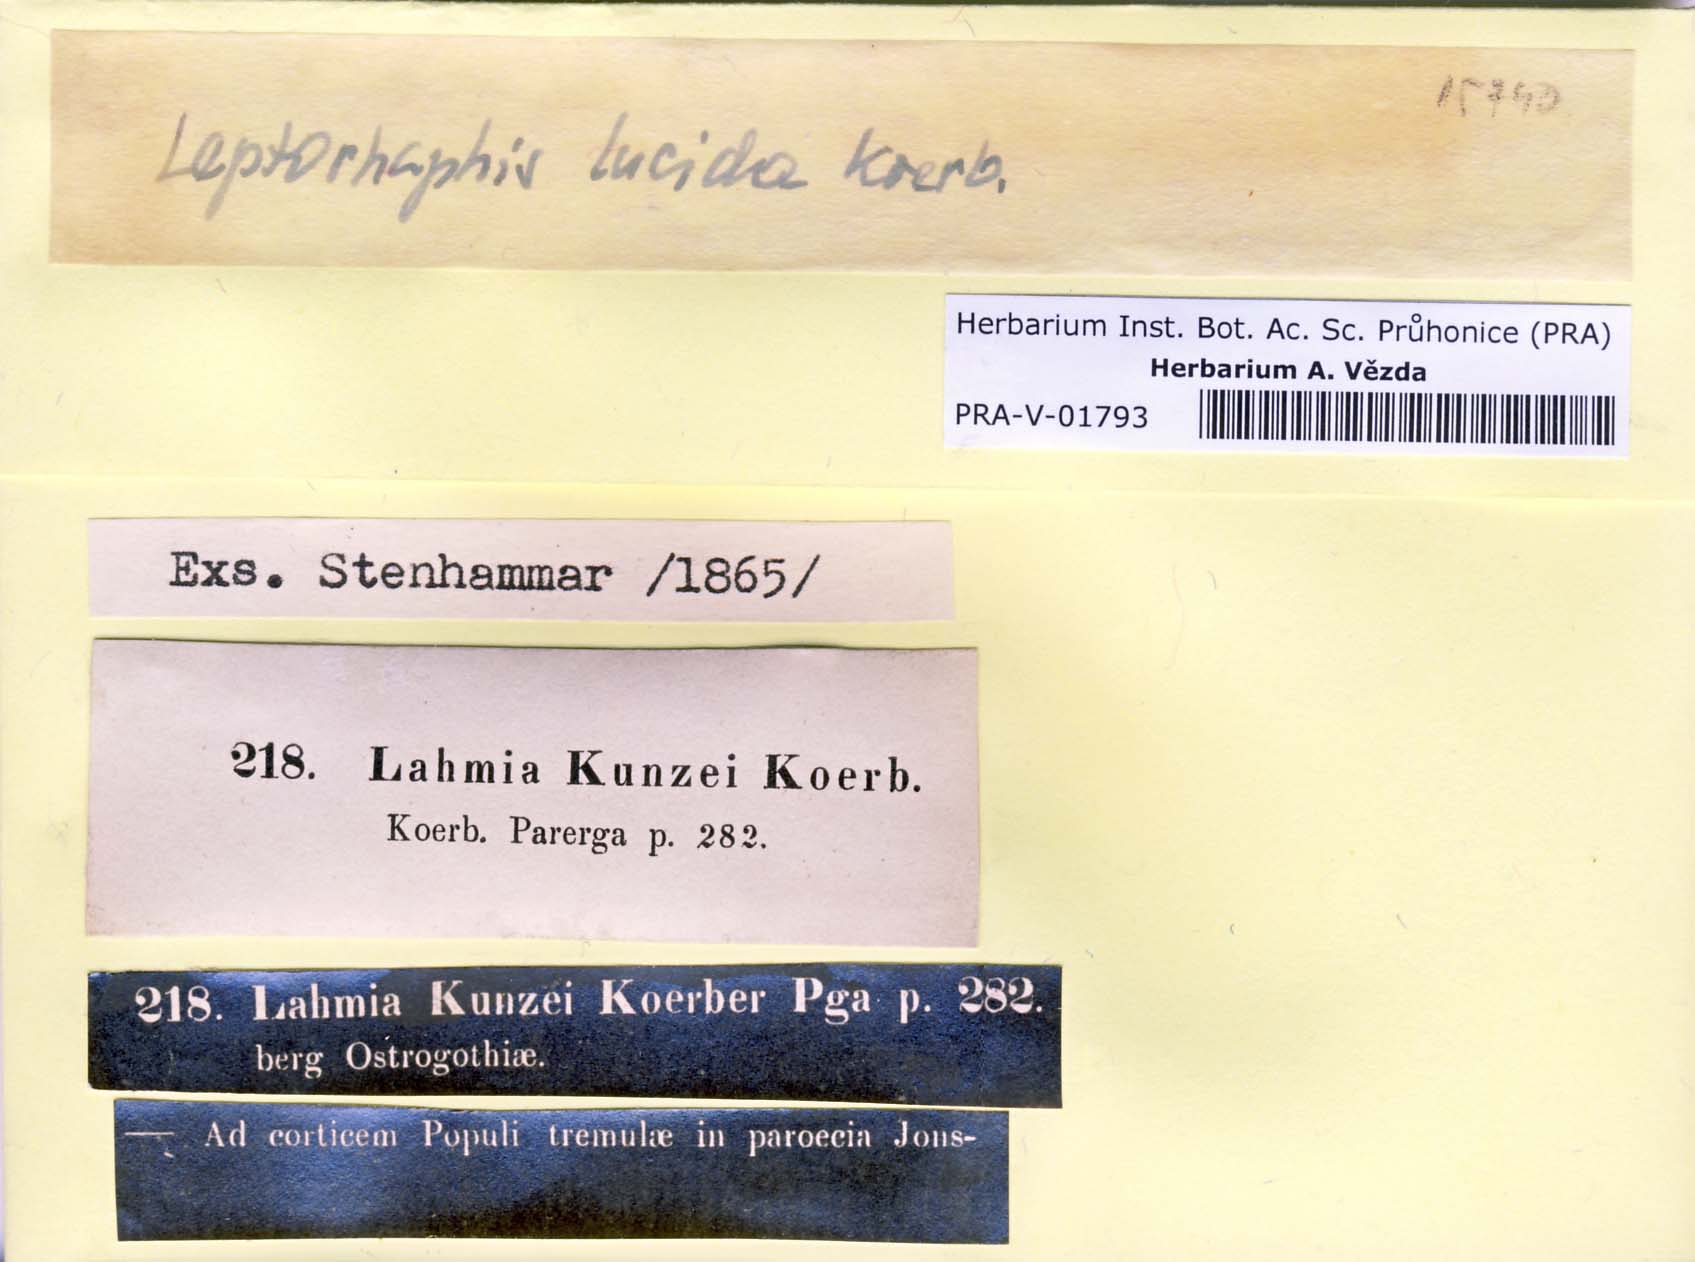 15740
Leptorhaphis lucida Koerb.
Herbarium Inst. Bot. Ac. Sc. Průhonice (PRA)
Herbarium A. Vězda
PRA-V-01793
Exs. Stenhammar /1865/
218. Lahmia Kunzei Koerb.
Koerb. Parerga p. 282.
218. Lahmia Kunzei Koerber Pga p. 282.
berg Ostrogothiæ.
— Ad corticem Populi tremulæ in paroecia Jons-